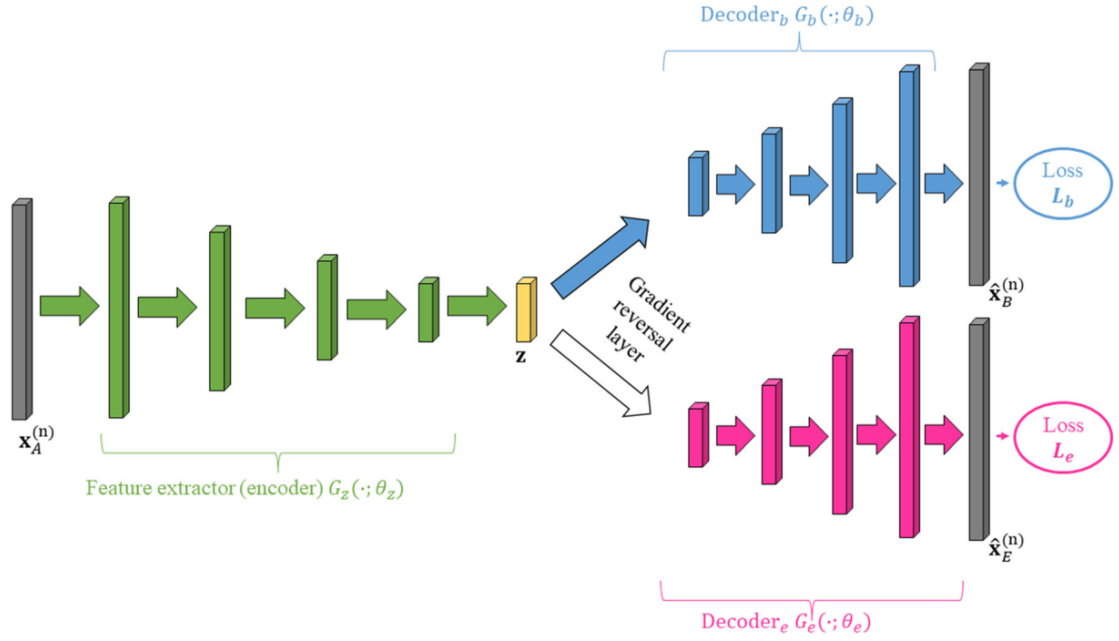 Decoder_b G_b(·; θ_b)
Loss
L_b
x̂_B^(n)
Gradient
reversal
layer
z
x_A^(n)
Feature extractor (encoder) G_z(·; θ_z)
Loss
L_e
x̂_E^(n)
Decoder_e G_e(·; θ_e)